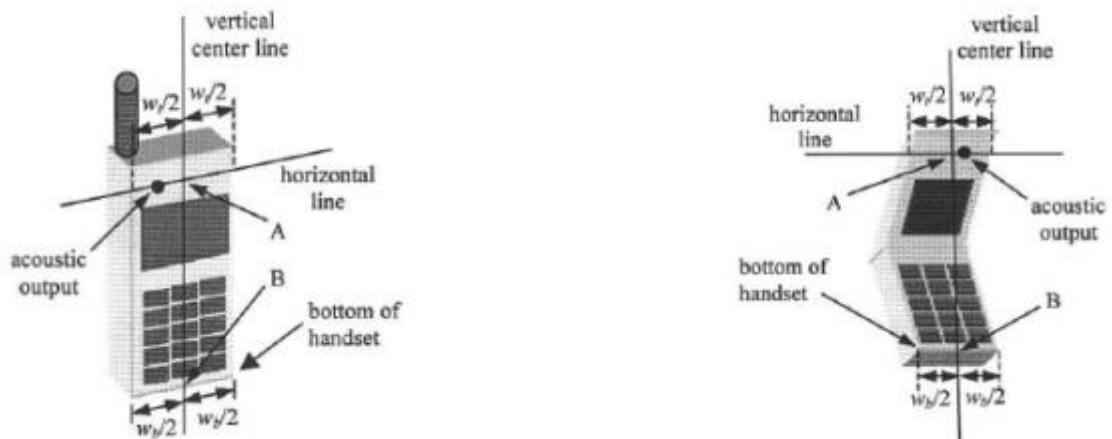 vertical
center line
wt/2 wt/2
horizontal
line
A
acoustic
output
B
bottom of
handset
wb/2 wb/2
vertical
center line
wt/2 wt/2
horizontal
line
A
acoustic
output
bottom of
handset
B
wb/2 wb/2